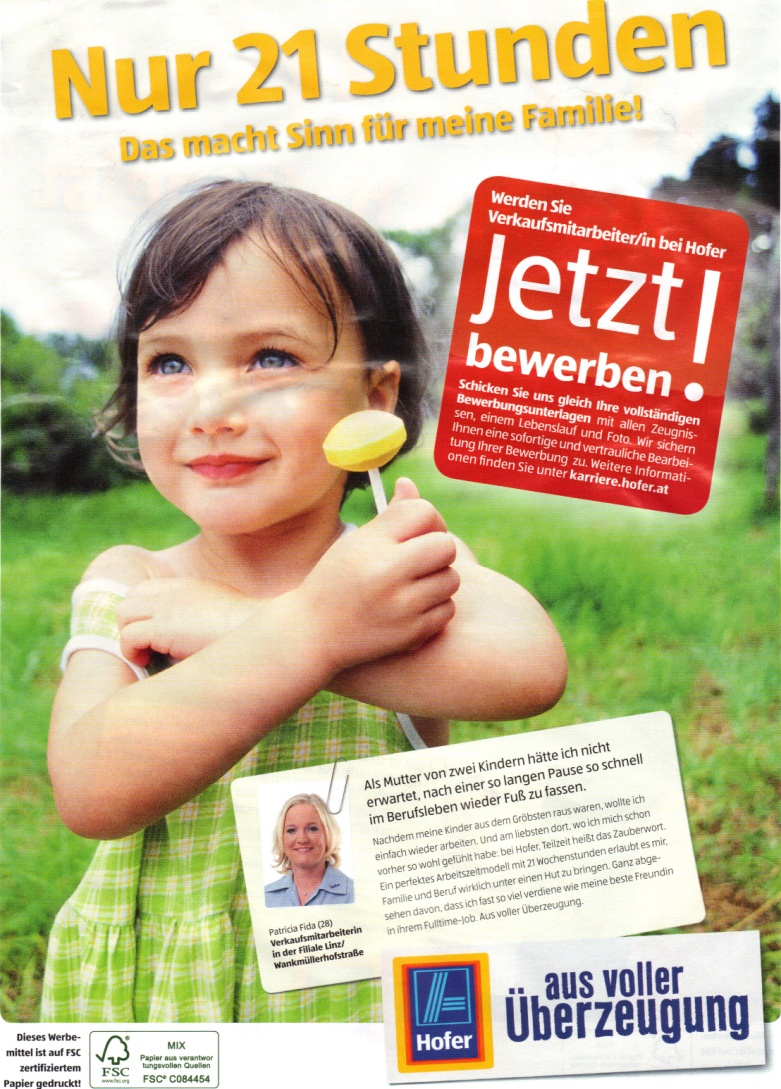 Nur 21 Stunden
Das macht Sinn für meine Familie!
Werden Sie
Verkaufsmitarbeiter/in bei Hofer
Jetzt!
bewerben
Schicken Sie uns gleich Ihre vollständigen
Bewerbungsunterlagen mit allen Zeugnis-
sen, einem Lebenslauf und Foto. Wir sichern
Ihnen eine sofortige und vertrauliche Bearbei-
tung Ihrer Bewerbung zu. Weitere Informati-
onen finden Sie unter karriere.hofer.at
Als Mutter von zwei Kindern hätte ich nicht
erwartet, nach einer so langen Pause so schnell
im Berufsleben wieder Fuß zu fassen.
Nachdem meine Kinder aus dem Gröbsten raus waren, wollte ich
einfach wieder arbeiten. Und am liebsten dort, wo ich mich schon
vorher so wohl gefühlt habe: bei Hofer. Teilzeit heißt das Zauberwort.
Ein perfektes Arbeitszeitmodell mit 21 Wochenstunden erlaubt es mir,
Familie und Beruf wirklich unter einen Hut zu bringen. Ganz abge-
sehen davon, dass ich fast so viel verdiene wie meine beste Freundin
in ihrem Fulltime-Job. Aus voller Überzeugung.
Patricia Fida (28)
Verkaufsmitarbeiterin
in der Filiale Linz/
Wankmüllerhofstraße
Hofer
aus voller
Überzeugung
Dieses Werbe-
mittel ist auf FSC
zertifiziertem
Papier gedruckt!
FSC
www.fsc.org
MIX
Papier aus verantwor
tungsvollen Quellen
FSC® C084454